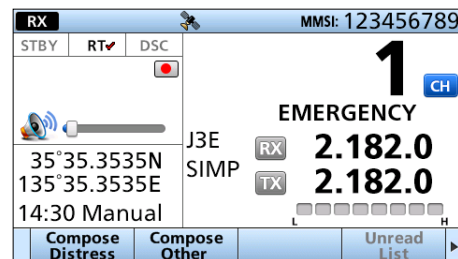 RX MMSI: 123456789
STBY RT✔ DSC
1
CH
EMERGENCY
J3E RX 2.182.0
SIMP TX 2.182.0
35°35.3535N
135°35.3535E
14:30 Manual
L H
Compose Distress
Compose Other
Unread List